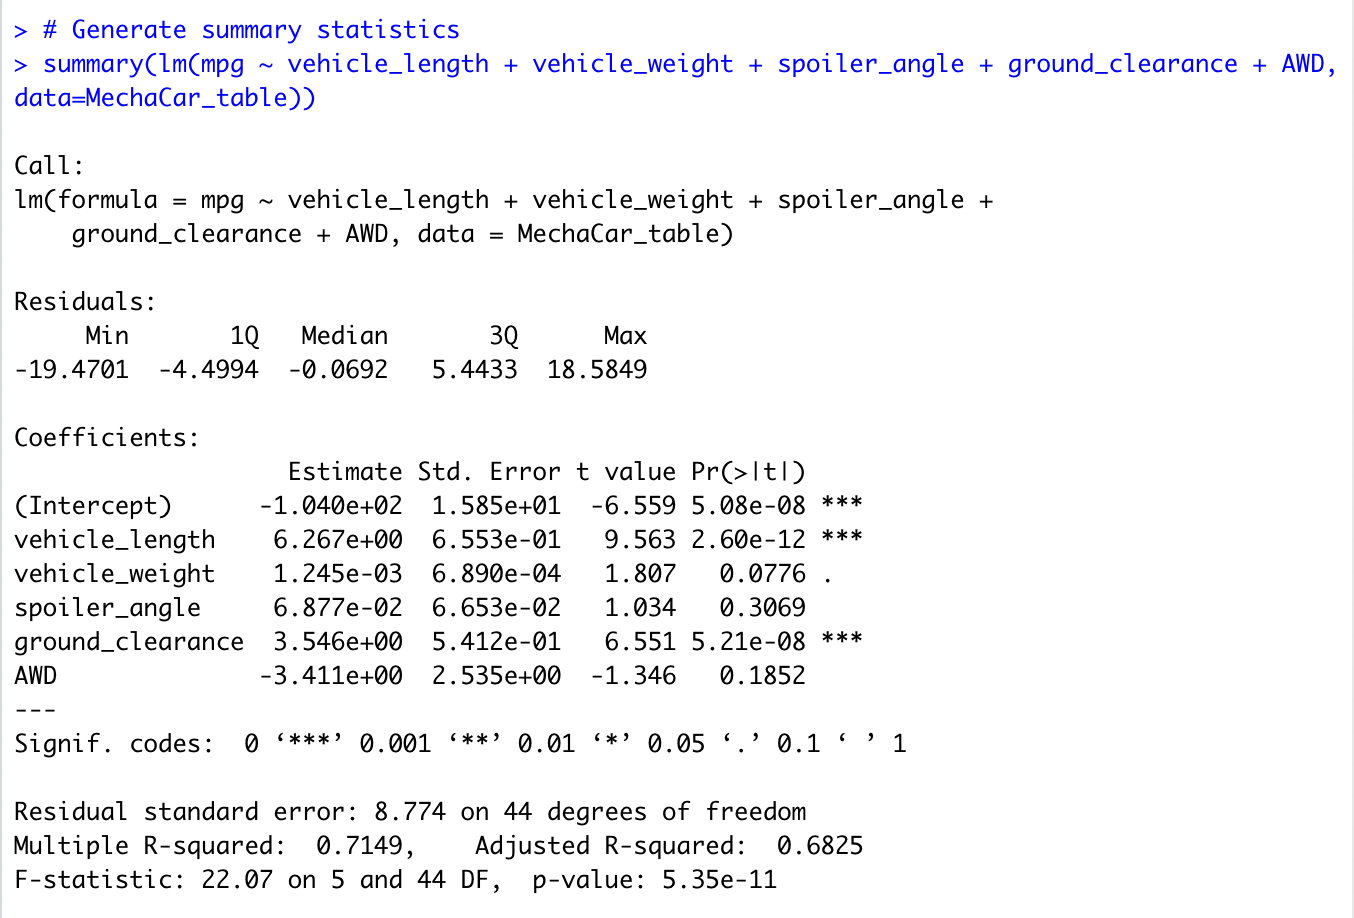 > # Generate summary statistics
> summary(lm(mpg ~ vehicle_length + vehicle_weight + spoiler_angle + ground_clearance + AWD,
data=MechaCar_table))
Call:
lm(formula = mpg ~ vehicle_length + vehicle_weight + spoiler_angle +
    ground_clearance + AWD, data = MechaCar_table)
Residuals:
     Min       1Q   Median       3Q      Max
-19.4701  -4.4994  -0.0692   5.4433  18.5849
Coefficients:
                   Estimate Std. Error t value Pr(>|t|)
(Intercept)      -1.040e+02  1.585e+01  -6.559 5.08e-08 ***
vehicle_length    6.267e+00  6.553e-01   9.563 2.60e-12 ***
vehicle_weight    1.245e-03  6.890e-04   1.807   0.0776 .
spoiler_angle     6.877e-02  6.653e-02   1.034   0.3069
ground_clearance  3.546e+00  5.412e-01   6.551 5.21e-08 ***
AWD              -3.411e+00  2.535e+00  -1.346   0.1852
---
Signif. codes:  0 ‘***’ 0.001 ‘**’ 0.01 ‘*’ 0.05 ‘.’ 0.1 ‘ ’ 1
Residual standard error: 8.774 on 44 degrees of freedom
Multiple R-squared:  0.7149,    Adjusted R-squared:  0.6825
F-statistic: 22.07 on 5 and 44 DF,  p-value: 5.35e-11